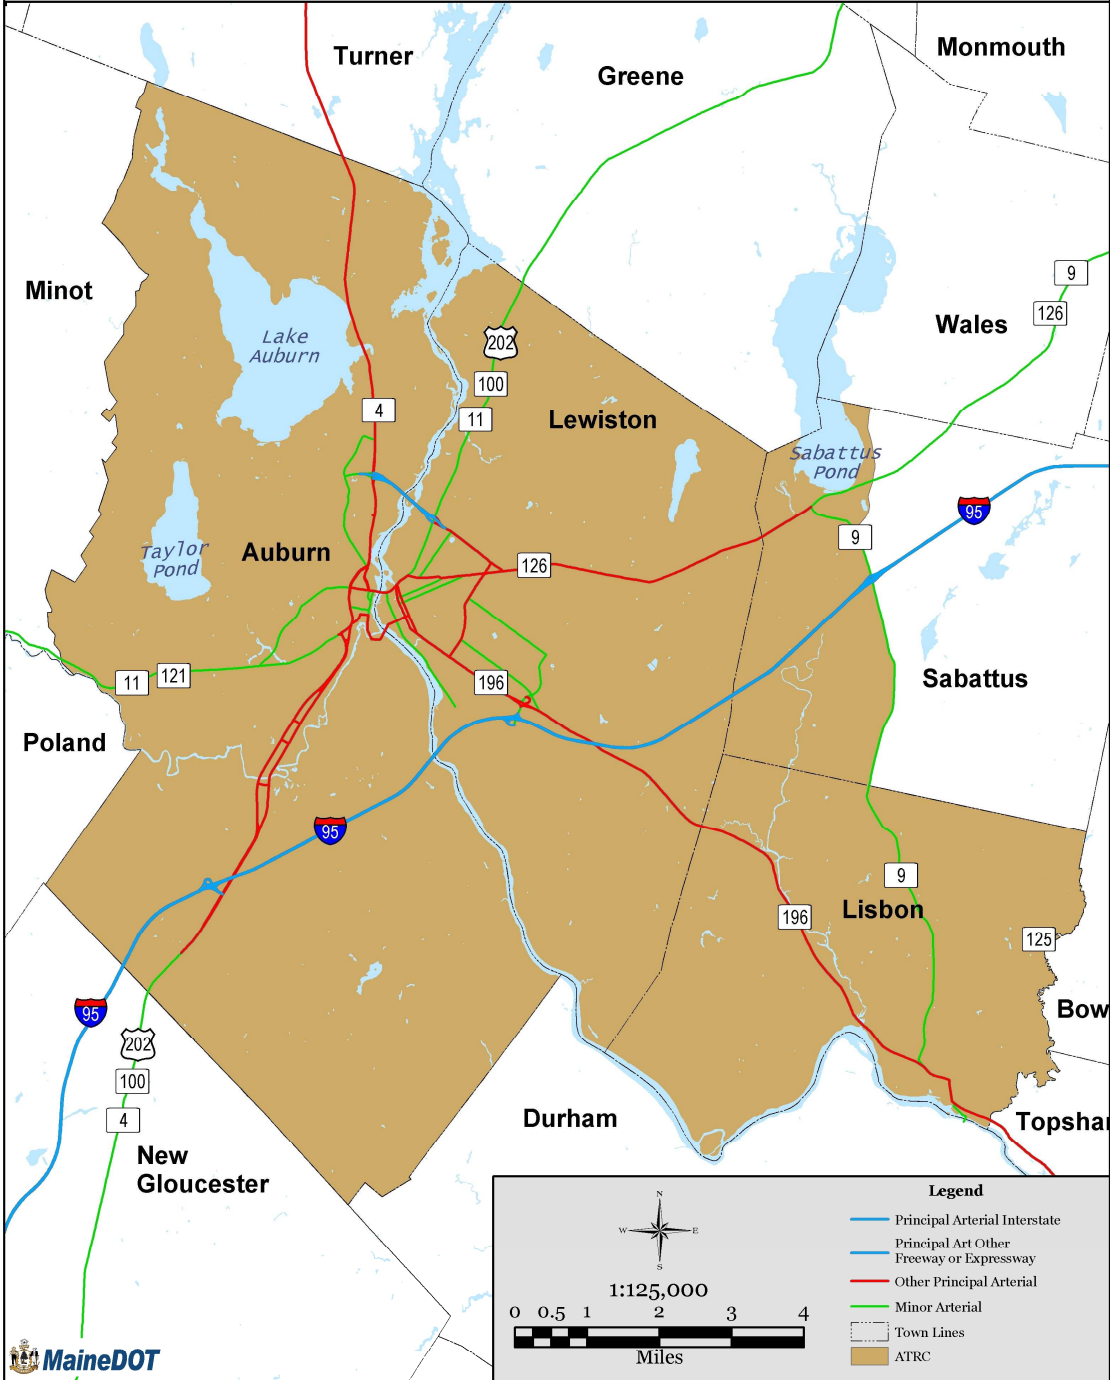 Turner
Greene
Monmouth
Minot
9
126
Wales
202
Lake
Auburn
100
4
11
Lewiston
Sabattus
Pond
95
9
Taylor
Pond
Auburn
126
11
121
196
Sabattus
Poland
95
9
196
Lisbon
125
95
Bow
202
100
4
Durham
Topshar
New
Gloucester
N
W
E
S
1:125,000
0 0.5 1 2 3 4
Miles
Legend
Principal Arterial Interstate
Principal Art Other
Freeway or Expressway
Other Principal Arterial
Minor Arterial
Town Lines
ATRC
MaineDOT